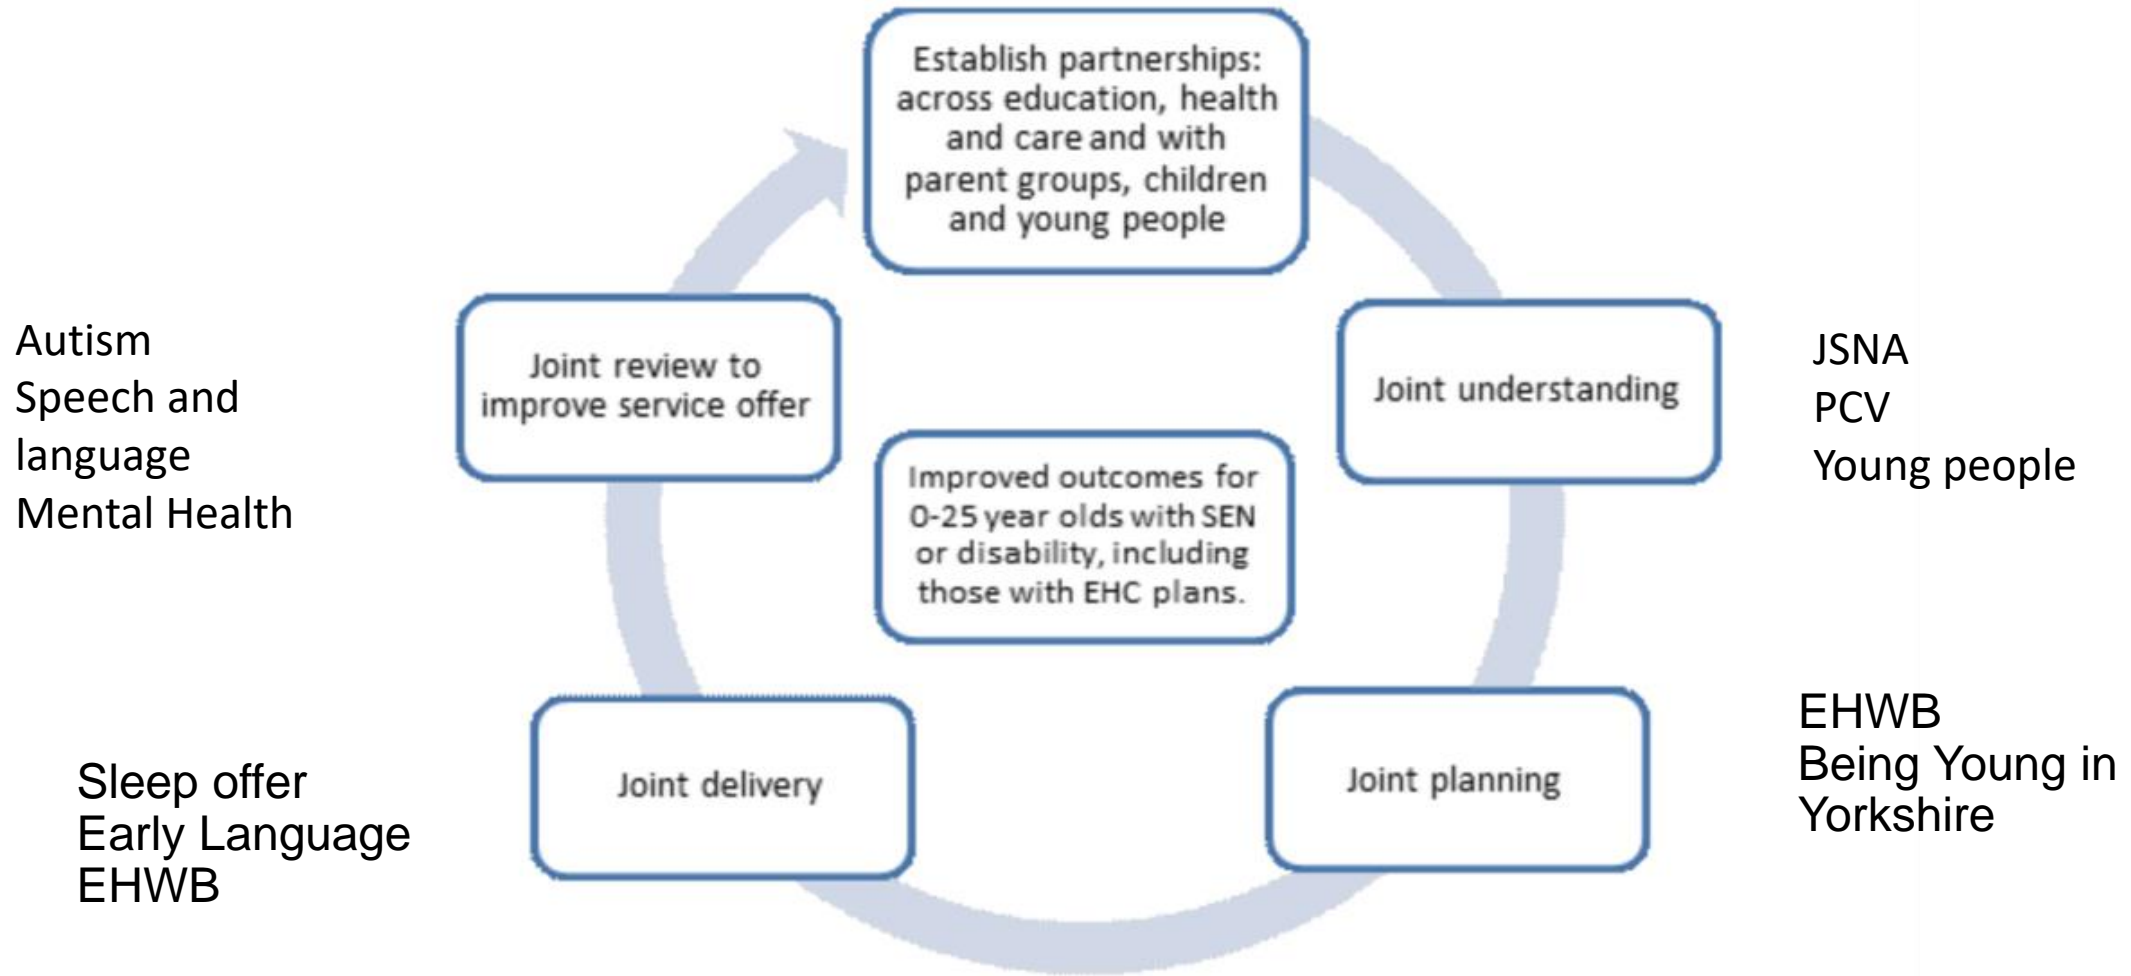 Establish partnerships:
across education, health
and care and with
parent groups, children
and young people
Joint understanding
JSNA
PCV
Young people
Joint planning
EHWB
Being Young in
Yorkshire
Joint delivery
Sleep offer
Early Language
EHWB
Joint review to
improve service offer
Autism
Speech and
language
Mental Health
Improved outcomes for
0-25 year olds with SEN
or disability, including
those with EHC plans.